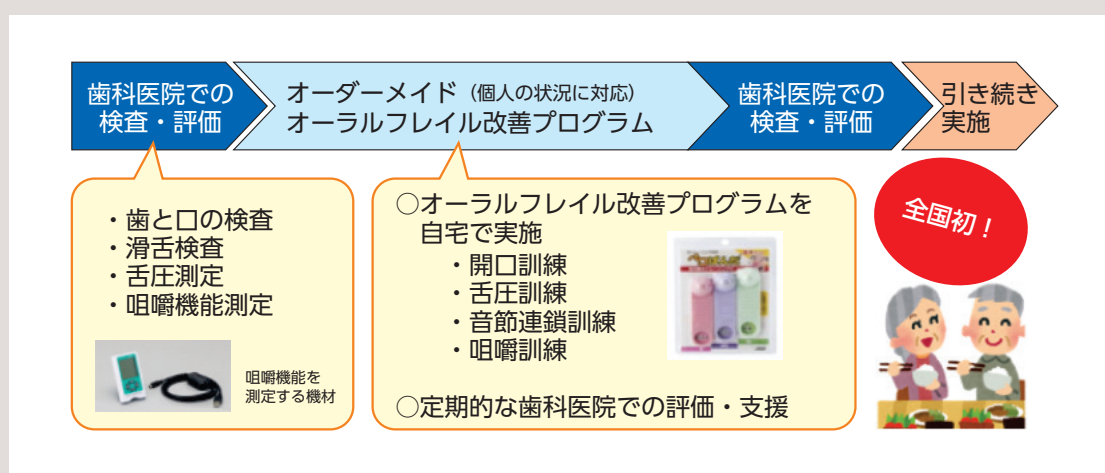 歯科医院での
検査・評価
オーダーメイド（個人の状況に対応）
オーラルフレイル改善プログラム
歯科医院での
検査・評価
引き続き
実施
・歯と口の検査
・滑舌検査
・舌圧測定
・咀嚼機能測定
咀嚼機能を
測定する機材
○オーラルフレイル改善プログラムを
自宅で実施
・開口訓練
・舌圧訓練
・音節連鎖訓練
・咀嚼訓練
○定期的な歯科医院での評価・支援
全国初！